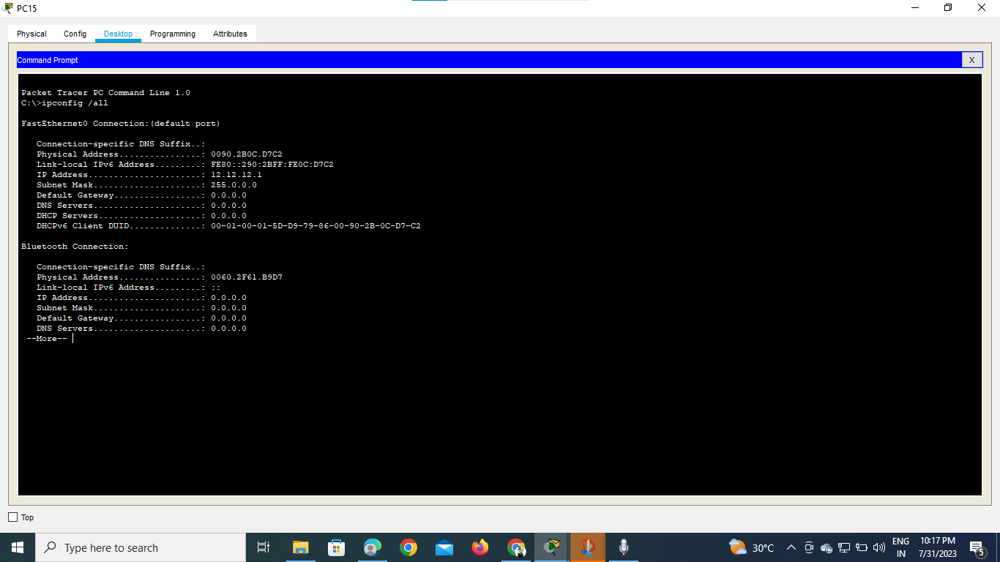 PC15
Physical Config Desktop Programming Attributes
Command Prompt X
Packet Tracer PC Command Line 1.0
C:\>ipconfig /all
FastEthernet0 Connection:(default port)
Connection-specific DNS Suffix..:
Physical Address................: 0090.2B0C.D7C2
Link-local IPv6 Address.........: FE80::290:2BFF:FE0C:D7C2
IP Address......................: 12.12.12.1
Subnet Mask.....................: 255.0.0.0
Default Gateway.................: 0.0.0.0
DNS Servers.....................: 0.0.0.0
DHCP Servers....................: 0.0.0.0
DHCPv6 Client DUID..............: 00-01-00-01-5D-D9-79-86-00-90-2B-0C-D7-C2
Bluetooth Connection:
Connection-specific DNS Suffix..:
Physical Address................: 0060.2F61.B9D7
Link-local IPv6 Address.........: ::
IP Address......................: 0.0.0.0
Subnet Mask.....................: 0.0.0.0
Default Gateway.................: 0.0.0.0
DNS Servers.....................: 0.0.0.0
--More--
Top
Type here to search
30°C
ENG
IN
10:17 PM
7/31/2023
5